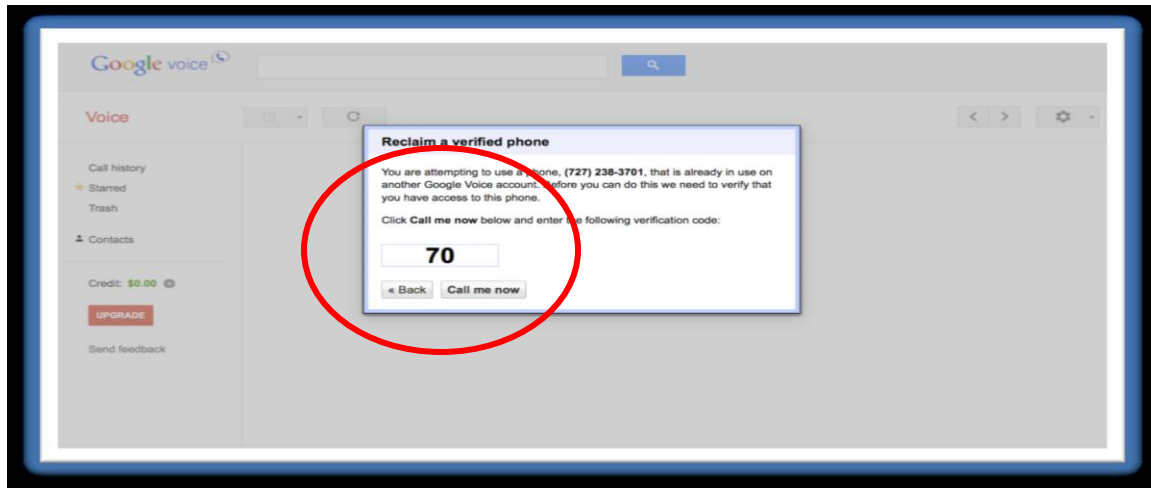 Google voice
Voice
Reclaim a verified phone
You are attempting to use a phone, (727) 238-3701, that is already in use on
another Google Voice account. Before you can do this we need to verify that
you have access to this phone.
Click Call me now below and enter the following verification code:
70
« Back Call me now
Call history
Starred
Trash
Contacts
Credit: $0.00
UPGRADE
Send feedback